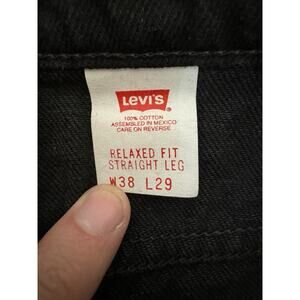 LEVI'S
100% COTTON
ASSEMBLED IN MEXICO
CARE ON REVERSE
RELAXED FIT
STRAIGHT LEG
W38 L29